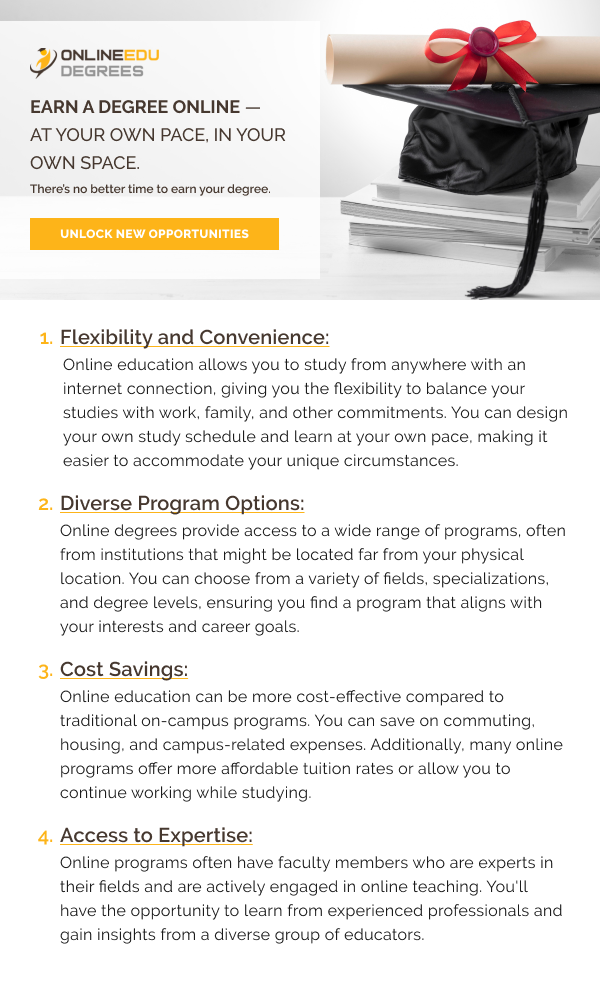 ONLINEEDU
DEGREES
EARN A DEGREE ONLINE —
AT YOUR OWN PACE, IN YOUR
OWN SPACE.
There's no better time to earn your degree.
UNLOCK NEW OPPORTUNITIES
1. Flexibility and Convenience:
Online education allows you to study from anywhere with an
internet connection, giving you the flexibility to balance your
studies with work, family, and other commitments. You can design
your own study schedule and learn at your own pace, making it
easier to accommodate your unique circumstances.
2. Diverse Program Options:
Online degrees provide access to a wide range of programs, often
from institutions that might be located far from your physical
location. You can choose from a variety of fields, specializations,
and degree levels, ensuring you find a program that aligns with
your interests and career goals.
3. Cost Savings:
Online education can be more cost-effective compared to
traditional on-campus programs. You can save on commuting,
housing, and campus-related expenses. Additionally, many online
programs offer more affordable tuition rates or allow you to
continue working while studying.
4. Access to Expertise:
Online programs often have faculty members who are experts in
their fields and are actively engaged in online teaching. You'll
have the opportunity to learn from experienced professionals and
gain insights from a diverse group of educators.